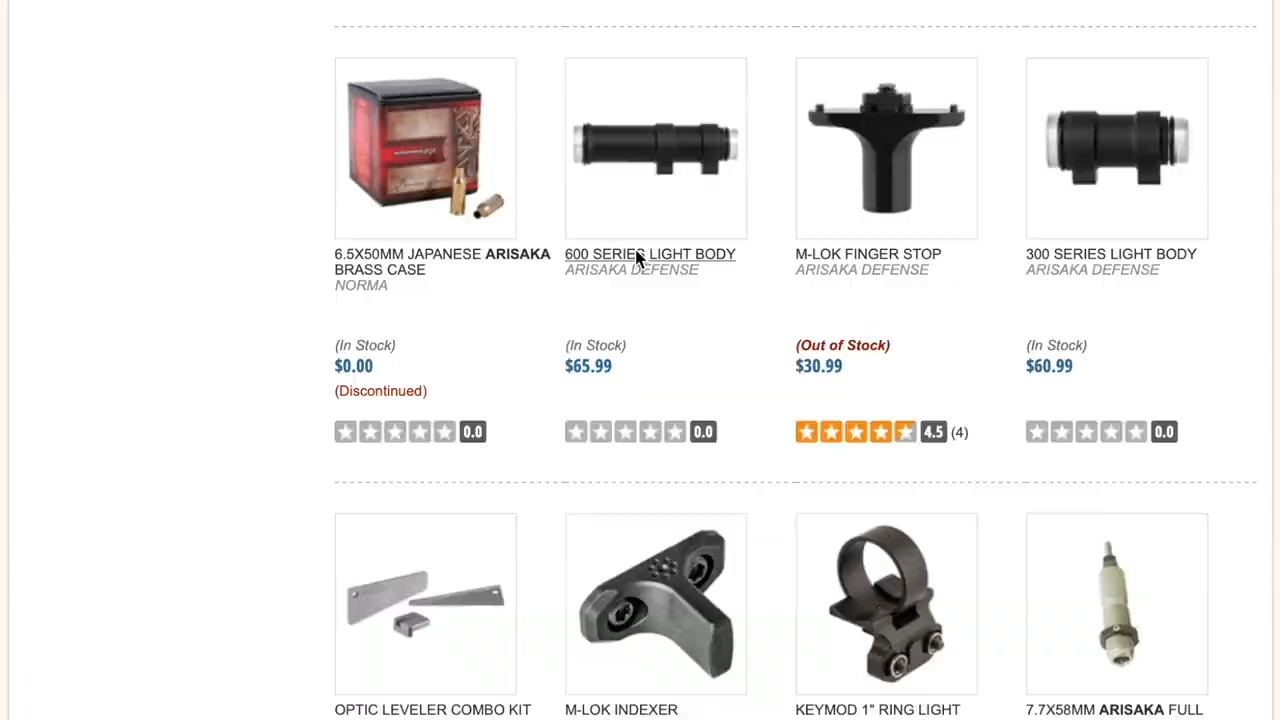 6.5X50MM JAPANESE ARISAKA
BRASS CASE
NORMA
(In Stock)
$0.00
(Discontinued)
0.0
600 SERIES LIGHT BODY
ARISAKA DEFENSE
(In Stock)
$65.99
0.0
M-LOK FINGER STOP
ARISAKA DEFENSE
(Out of Stock)
$30.99
4.5 (4)
300 SERIES LIGHT BODY
ARISAKA DEFENSE
(In Stock)
$60.99
0.0
OPTIC LEVELER COMBO KIT
M-LOK INDEXER
KEYMOD 1" RING LIGHT
7.7X58MM ARISAKA FULL